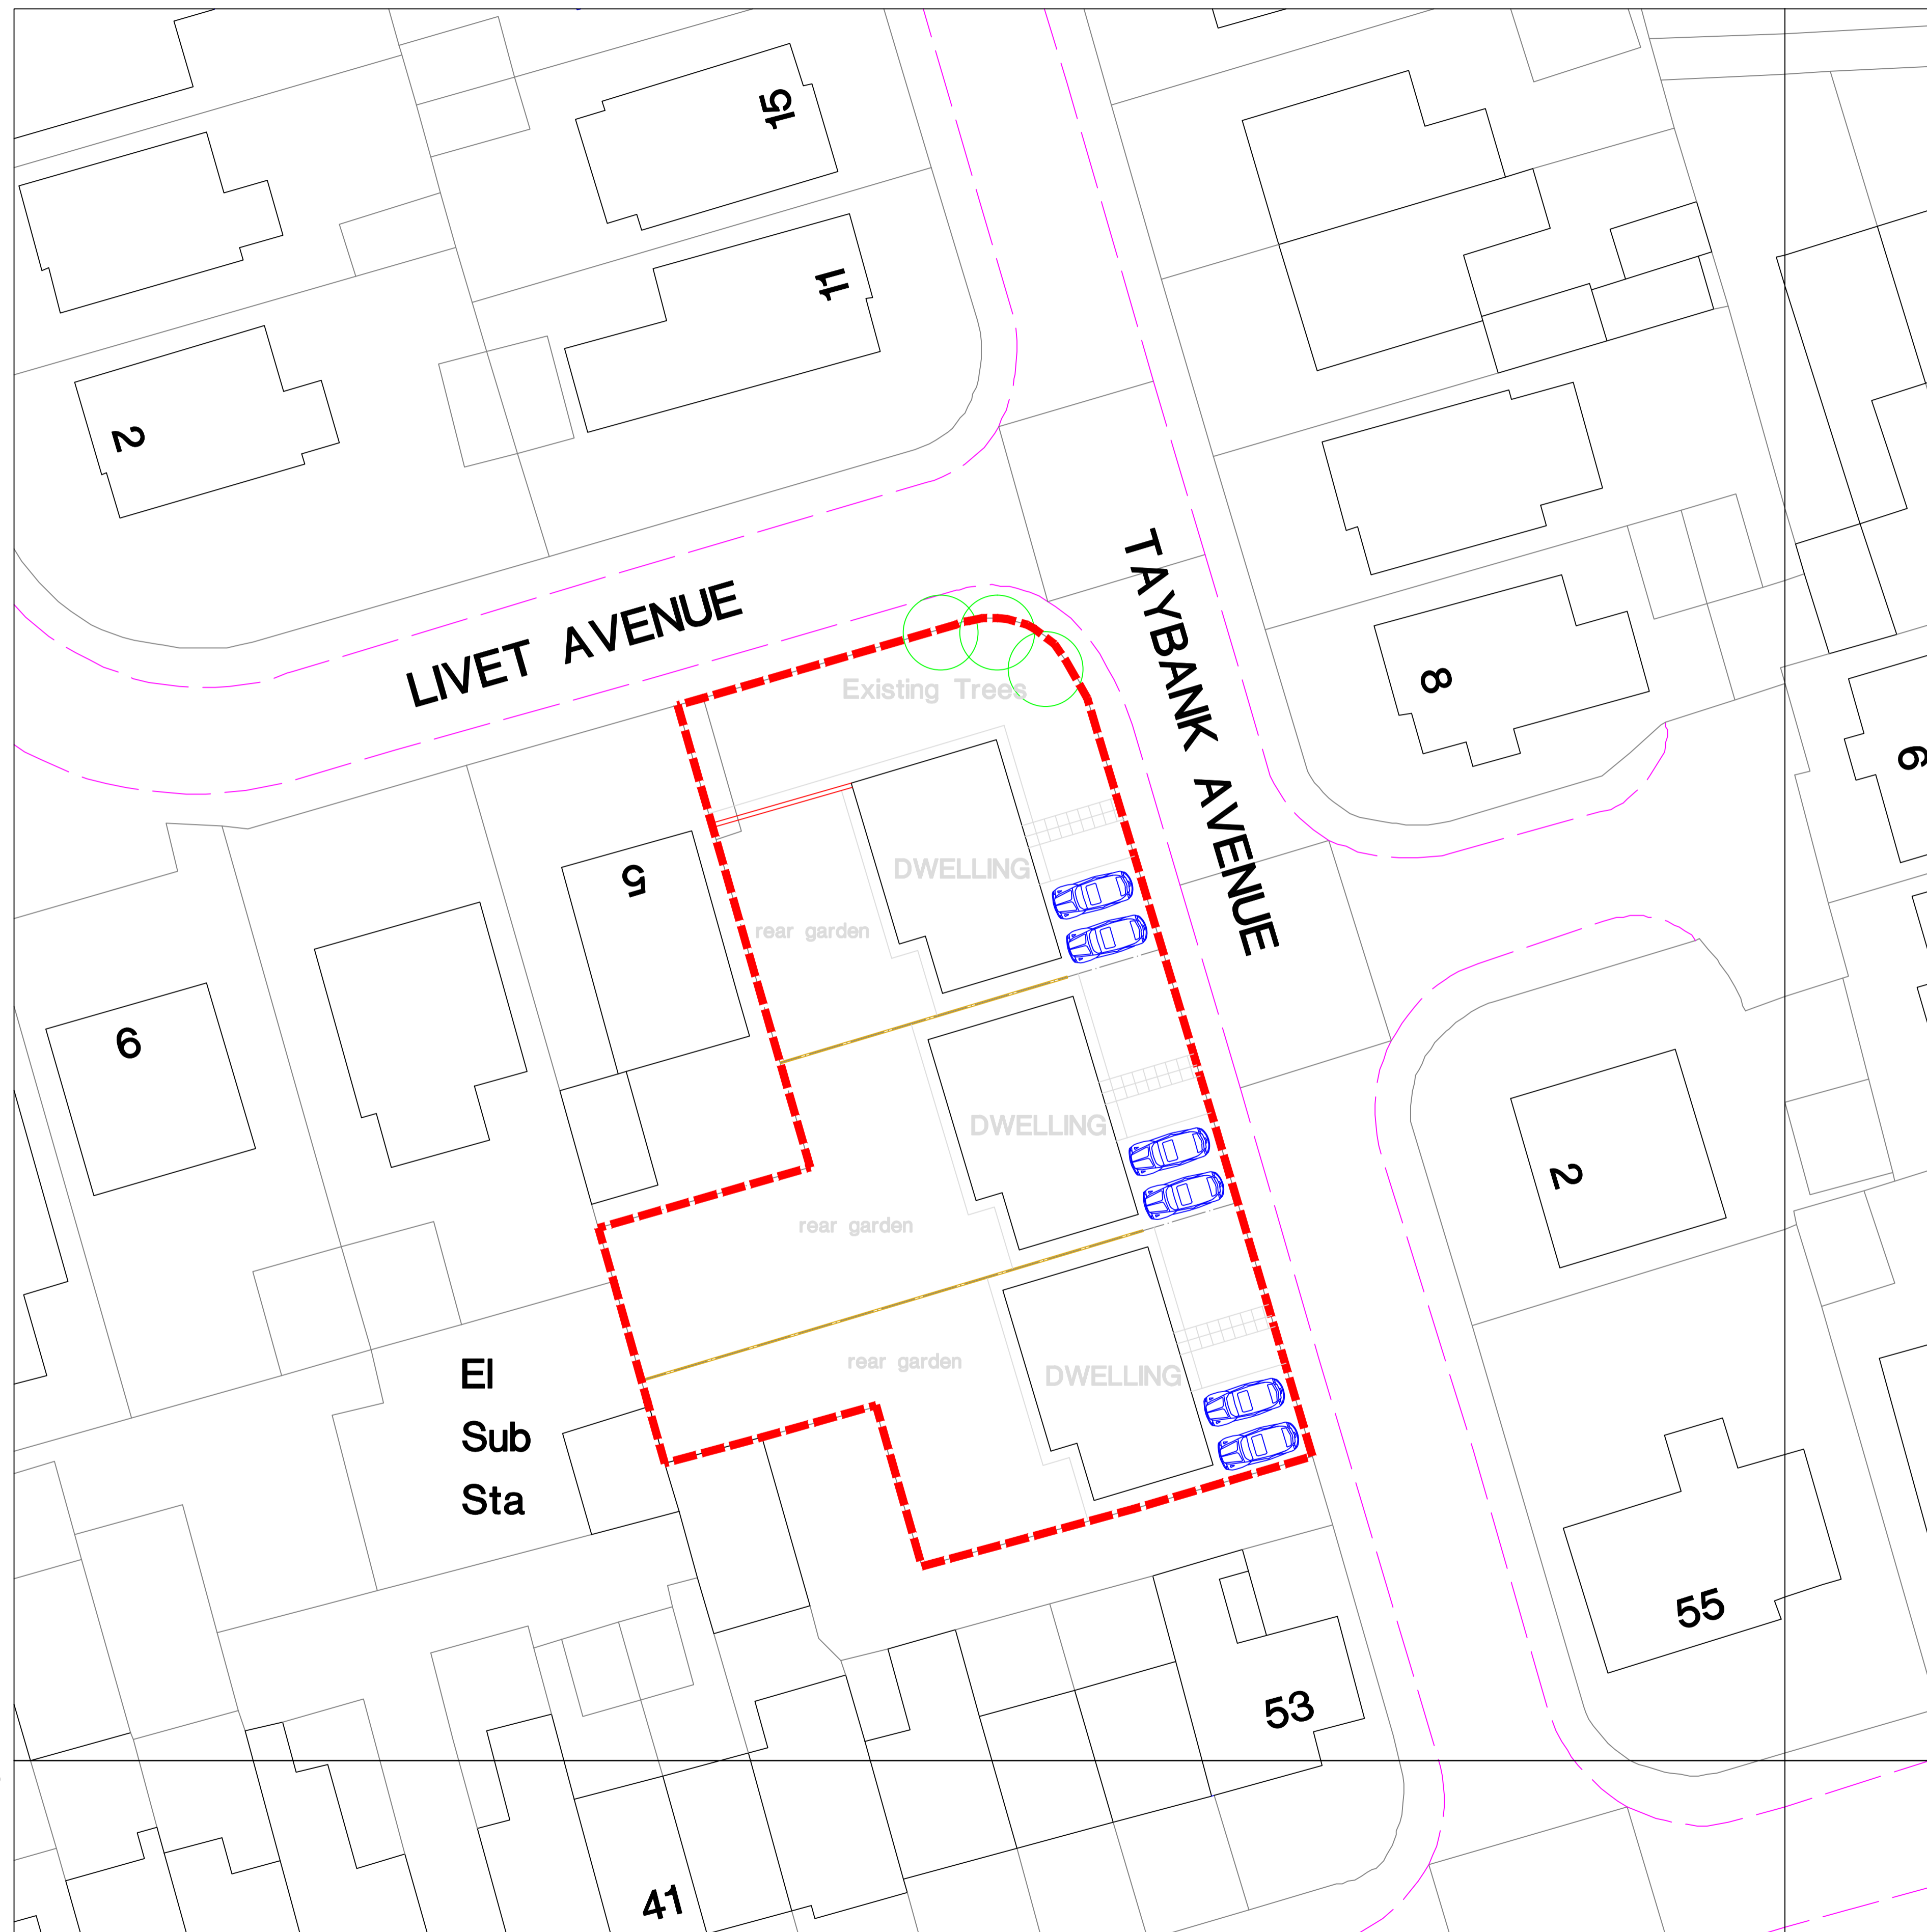 15
11
2
LIVET AVENUE
TAYBANK AVENUE
Existing Trees
8
6
5
DWELLING
rear garden
6
DWELLING
2
rear garden
rear garden
DWELLING
El
Sub
Sta
55
53
41